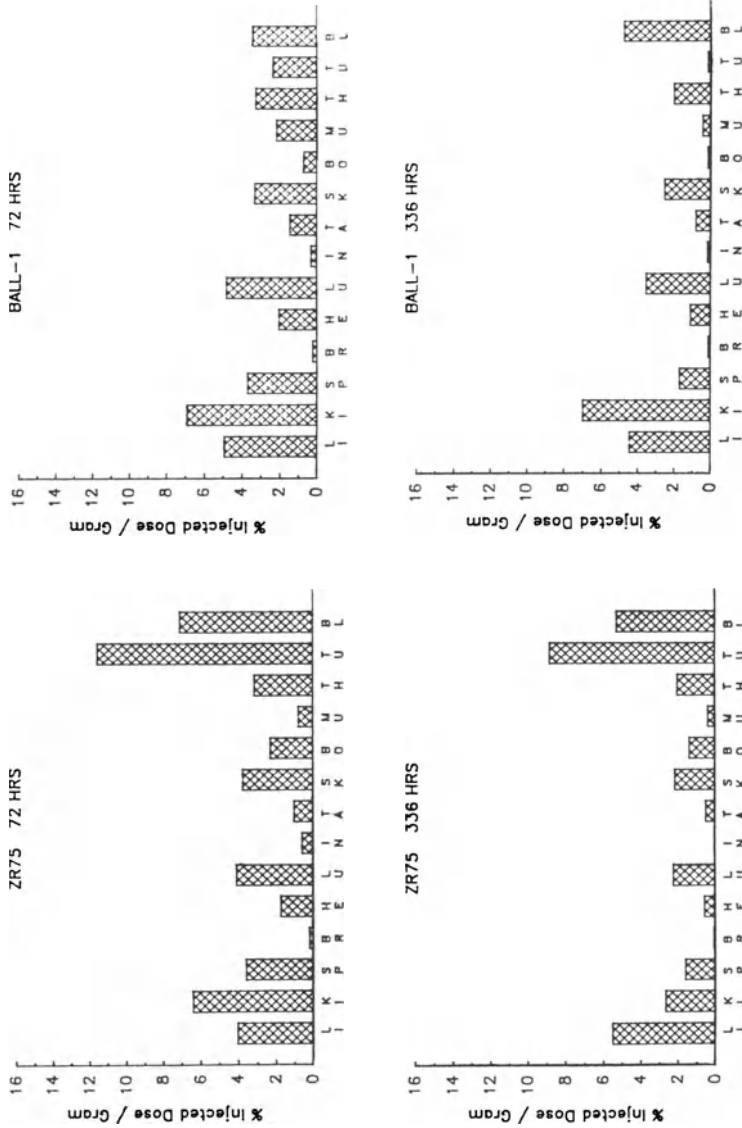 ZR75 72 HRS
% Injected Dose / Gram
16
14
12
10
8
6
4
2
0
L K S B H L I T S B M T T B
I I P R E U N A K O U H U L
BALL-1 72 HRS
% Injected Dose / Gram
16
14
12
10
8
6
4
2
0
L K S B H L I T S B M T T B
I I P R E U N A K O U H U L
ZR75 336 HRS
% Injected Dose / Gram
16
14
12
10
8
6
4
2
0
L K S B H L I T S B M T T B
I I P R E U N A K O U H U L
BALL-1 336 HRS
% Injected Dose / Gram
16
14
12
10
8
6
4
2
0
L K S B H L I T S B M T T B
I I P R E U N A K O U H U L